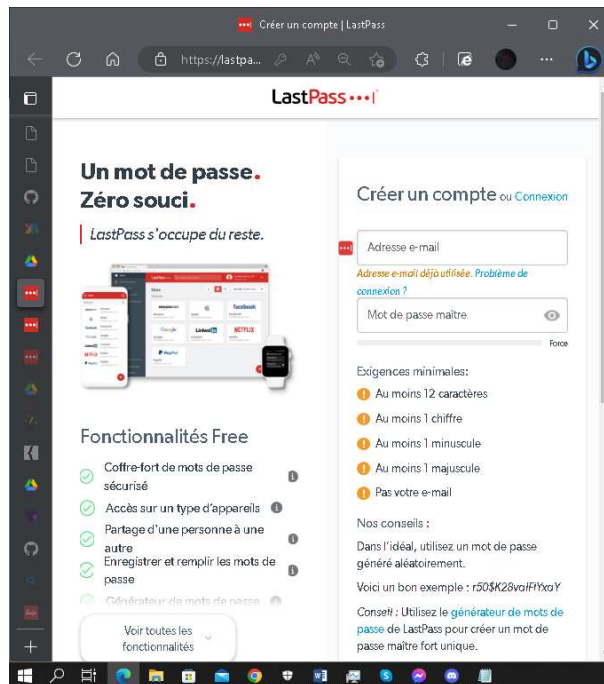 Créer un compte | LastPass
https://lastpa...
LastPass
Un mot de passe.
Zéro souci.
LastPass s'occupe du reste.
facebook
Google
LinkedIn
NETFLIX
PayPal
Fonctionnalités Free
Coffre-fort de mots de passe
sécurisé
Accès sur un type d'appareils
Partage d'une personne à une
autre
Enregistrer et remplir les mots de
passe
Générateur de mots de passe
Voir toutes les
fonctionnalités
Créer un compte ou Connexion
Adresse e-mail
Adresse e-mail déjà utilisée. Problème de
connexion ?
Mot de passe maître
Force
Exigences minimales:
Au moins 12 caractères
Au moins 1 chiffre
Au moins 1 minuscule
Au moins 1 majuscule
Pas votre e-mail
Nos conseils :
Dans l'idéal, utilisez un mot de passe
généré aléatoirement.
Voici un bon exemple :
Conseil : Utilisez le générateur de mots de
passe de LastPass pour créer un mot de
passe maître fort unique.